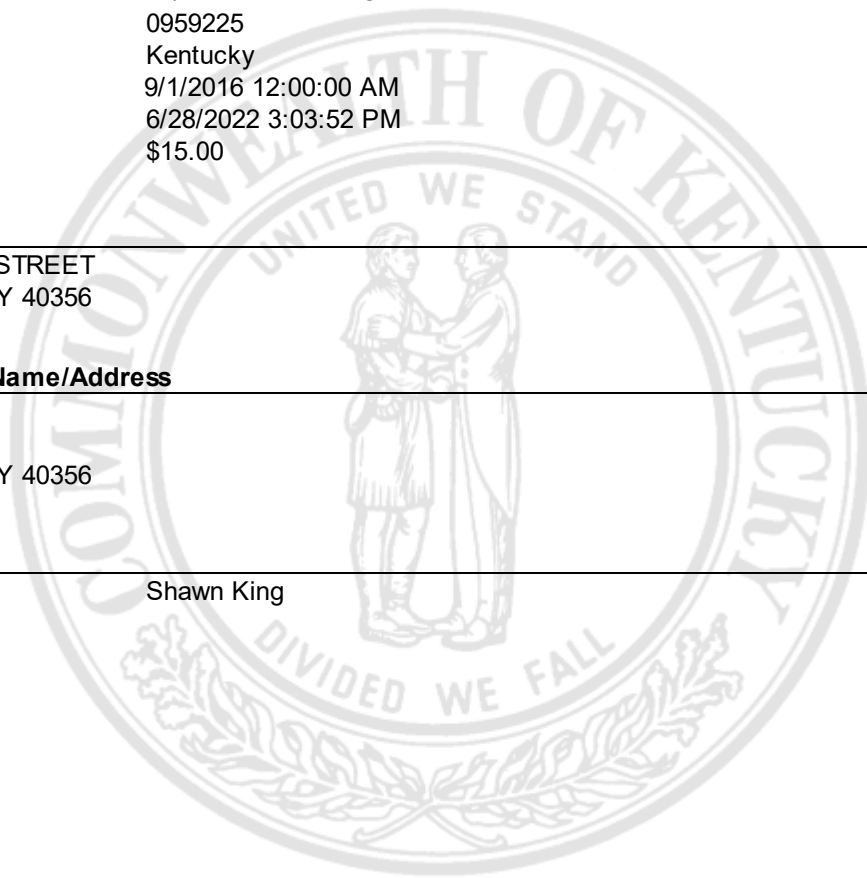 0959225
Kentucky
9/1/2016 12:00:00 AM
6/28/2022 3:03:52 PM
$15.00
STREET
Y 40356
Name/Address
Y 40356
Shawn King
COMMONWEALTH OF KENTUCKY
UNITED WE STAND
DIVIDED WE FALL